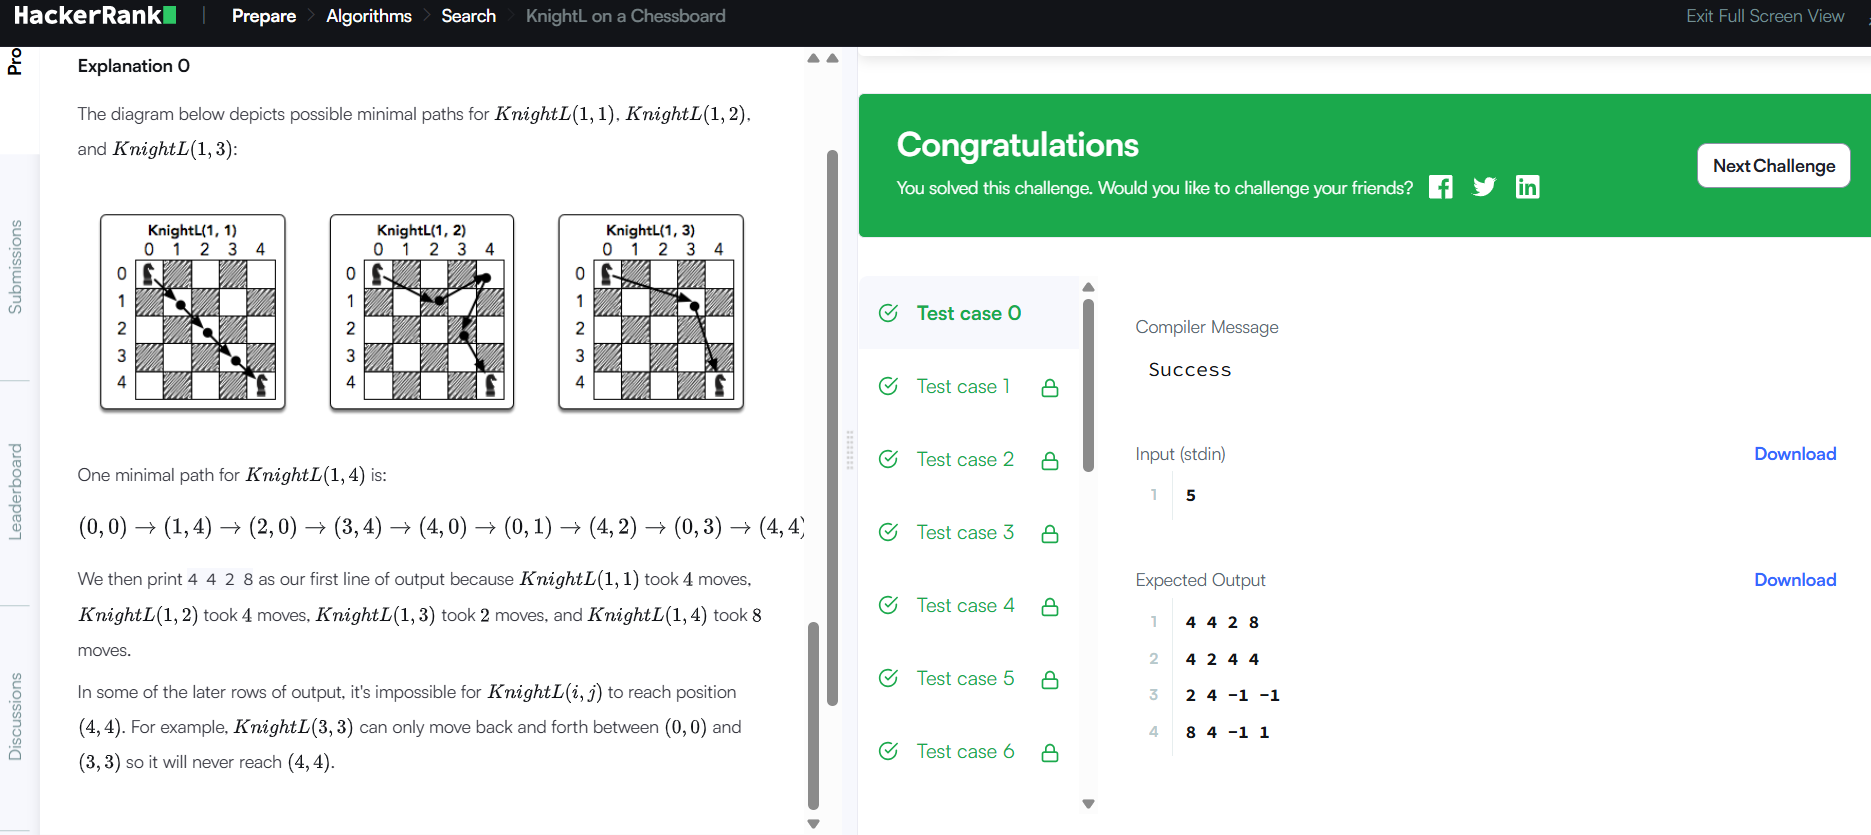 HackerRank | Prepare > Algorithms > Search > KnightL on a Chessboard
Exit Full Screen View
Pro
Submissions
Leaderboard
Discussions
Explanation 0
The diagram below depicts possible minimal paths for KnightL(1, 1), KnightL(1, 2),
and KnightL(1, 3):
KnightL(1, 1)
0 1 2 3 4
0
1
2
3
4
KnightL(1, 2)
0 1 2 3 4
0
1
2
3
4
KnightL(1, 3)
0 1 2 3 4
0
1
2
3
4
One minimal path for KnightL(1, 4) is:
(0, 0) → (1, 4) → (2, 0) → (3, 4) → (4, 0) → (0, 1) → (4, 2) → (0, 3) → (4, 4)
We then print 4 4 2 8 as our first line of output because KnightL(1, 1) took 4 moves,
KnightL(1, 2) took 4 moves, KnightL(1, 3) took 2 moves, and KnightL(1, 4) took 8
moves.
In some of the later rows of output, it's impossible for KnightL(i, j) to reach position
(4, 4). For example, KnightL(3, 3) can only move back and forth between (0, 0) and
(3, 3) so it will never reach (4, 4).
Congratulations
You solved this challenge. Would you like to challenge your friends?
Next Challenge
Test case 0
Test case 1
Test case 2
Test case 3
Test case 4
Test case 5
Test case 6
Compiler Message
Success
Input (stdin)
Download
1 5
Expected Output
Download
1 4 4 2 8
2 4 2 4 4
3 2 4 -1 -1
4 8 4 -1 1